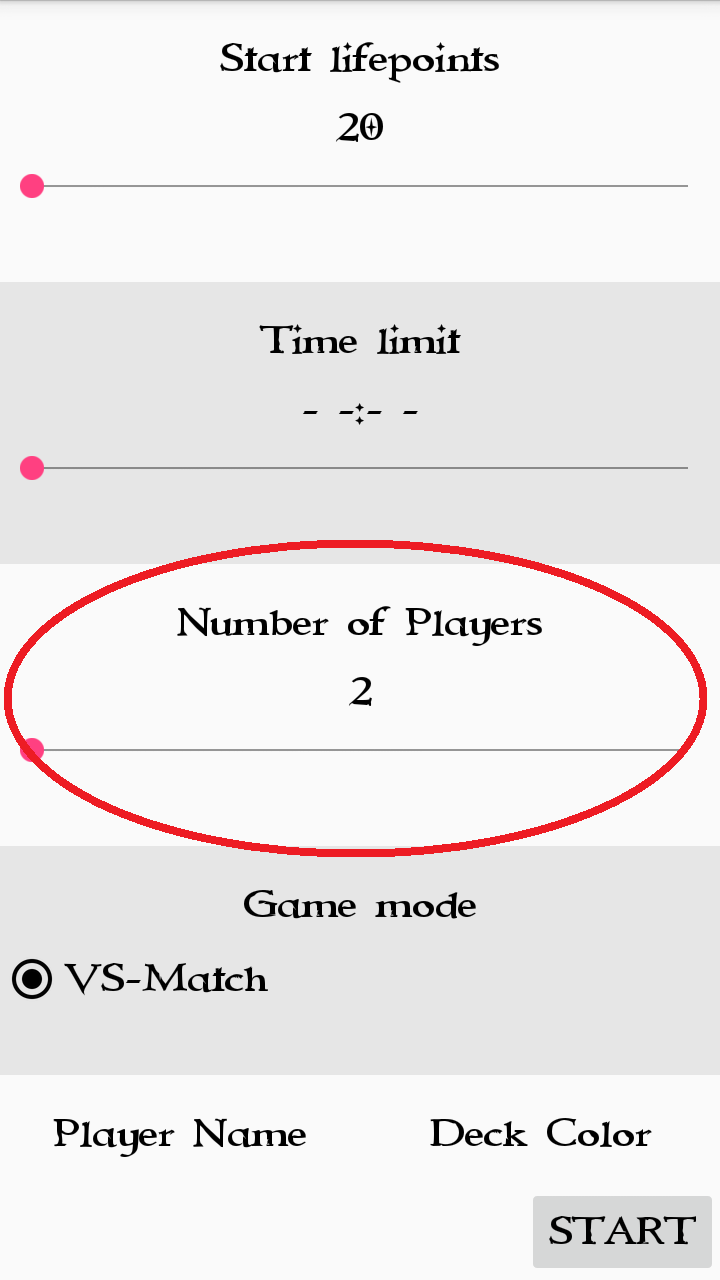 Start lifepoints
20
Time limit
- -:- -
Number of Players
2
Game mode
VS-Match
Player Name Deck Color
START